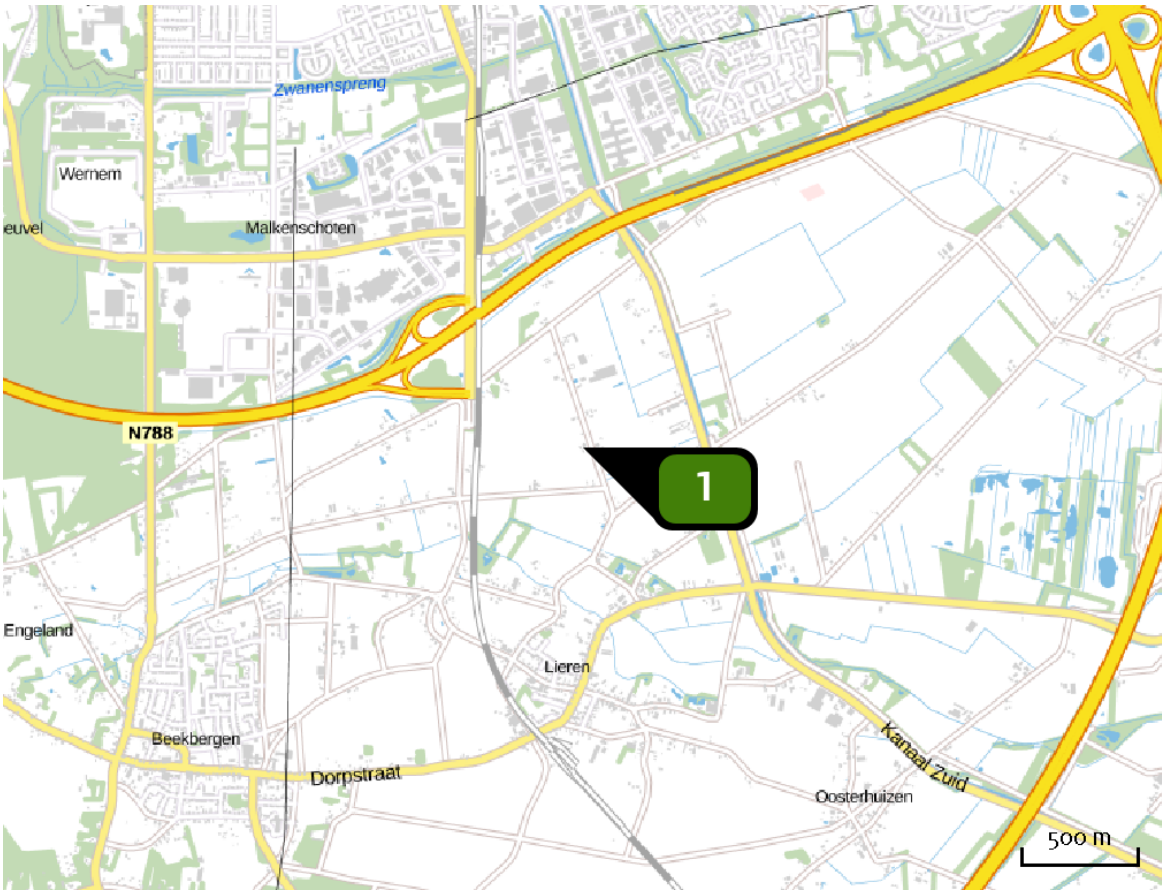 Zwanenspreng
Wernem
euvel
Malkenschoten
N788
1
Engeland
Lieren
Beekbergen
Dorpstraat
Kanaal Zuid
Oosterhuizen
500 m